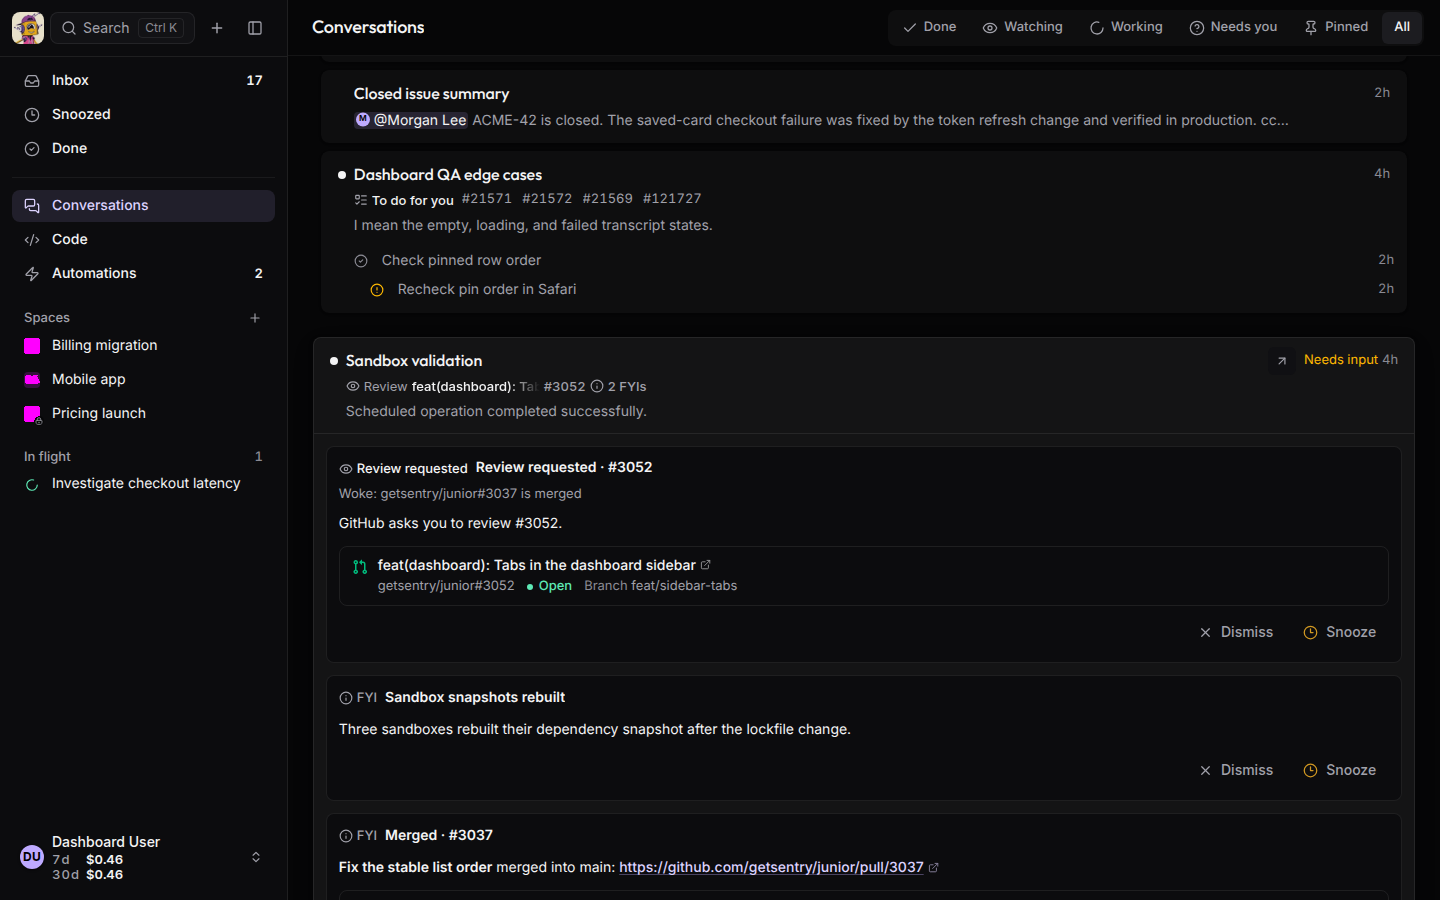 Search Ctrl K
Inbox 17
Snoozed
Done
Conversations
Code
Automations 2
Spaces
Billing migration
Mobile app
Pricing launch
In flight 1
Investigate checkout latency
DU Dashboard User
7d $0.46
30d $0.46
Conversations
Done Watching Working Needs you Pinned All
Closed issue summary 2h
M @Morgan Lee ACME-42 is closed. The saved-card checkout failure was fixed by the token refresh change and verified in production. cc...
Dashboard QA edge cases 4h
To do for you #21571 #21572 #21569 #121727
I mean the empty, loading, and failed transcript states.
Check pinned row order 2h
Recheck pin order in Safari 2h
Sandbox validation Needs input 4h
Review feat(dashboard): Tab #3052 2 FYIs
Scheduled operation completed successfully.
Review requested Review requested · #3052
Woke: getsentry/junior#3037 is merged
GitHub asks you to review #3052.
feat(dashboard): Tabs in the dashboard sidebar
getsentry/junior#3052 Open Branch feat/sidebar-tabs
Dismiss Snooze
FYI Sandbox snapshots rebuilt
Three sandboxes rebuilt their dependency snapshot after the lockfile change.
Dismiss Snooze
FYI Merged · #3037
Fix the stable list order merged into main: https://github.com/getsentry/junior/pull/3037